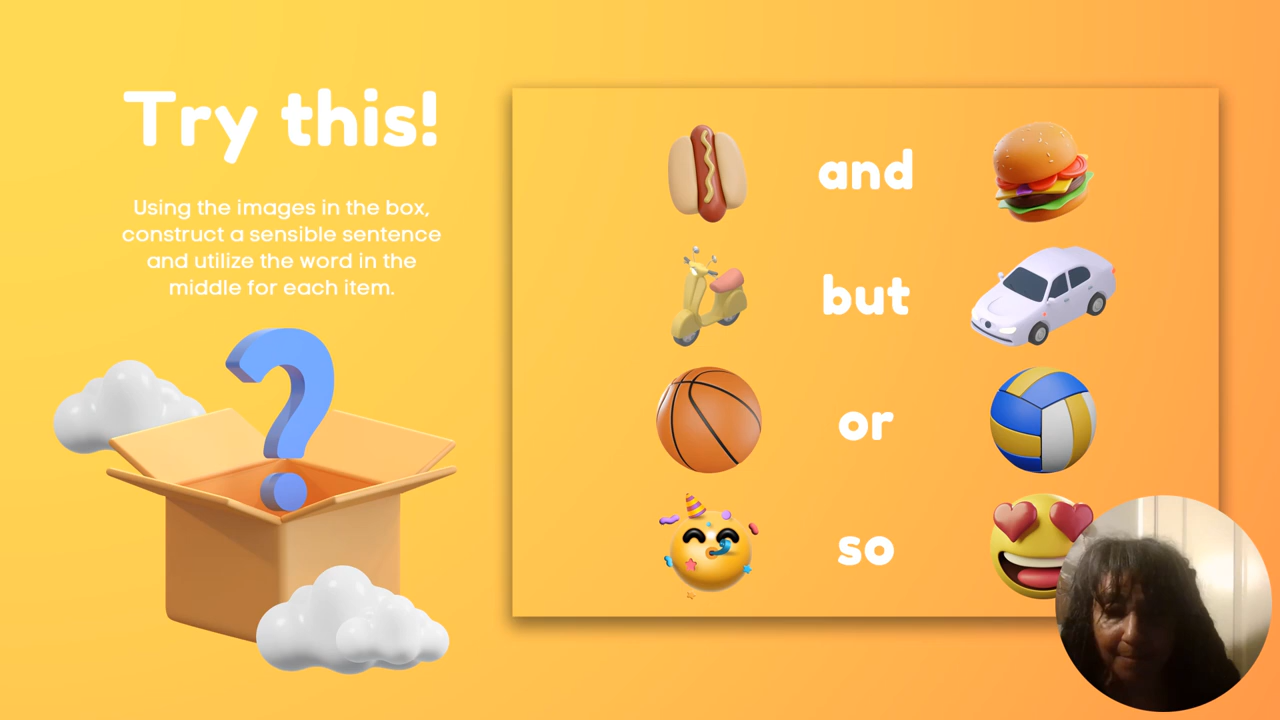 Try this!
Using the images in the box,
construct a sensible sentence
and utilize the word in the
middle for each item.
and
but
or
so